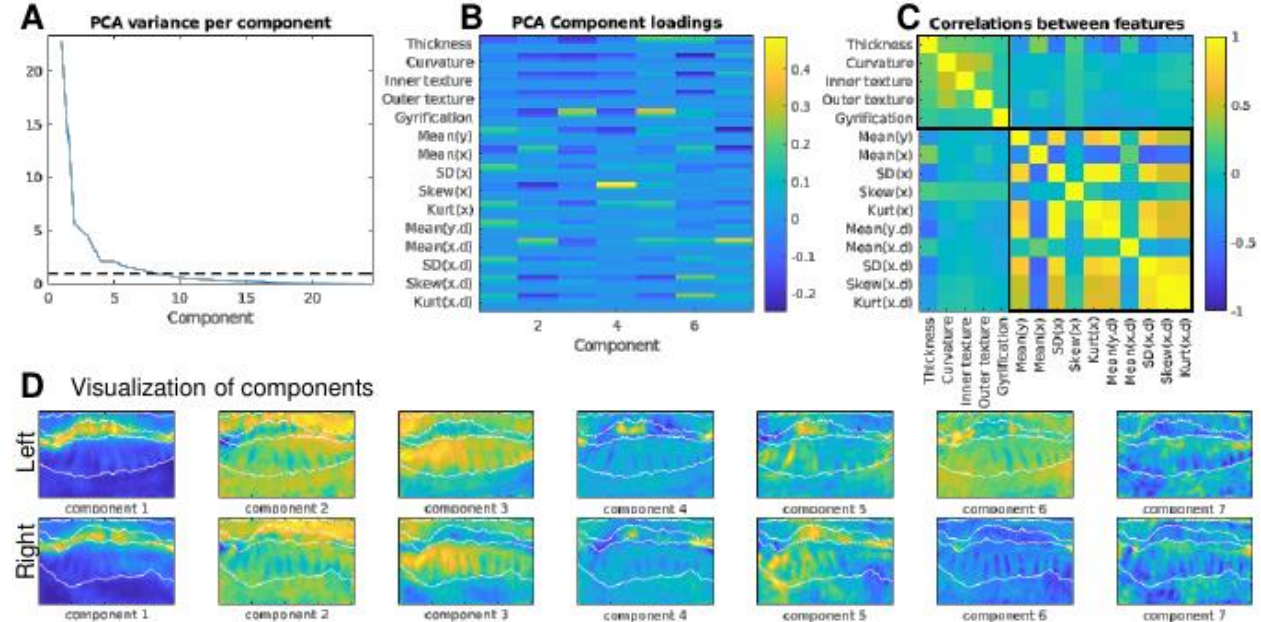 A
PCA variance per component
20
15
10
5
0
0
5
10
15
20
Component
B
PCA Component loadings
Thickness
Curvature
Inner texture
Outer texture
Gyrification
Mean(y)
Mean(x)
SD(x)
Skew(x)
Kurt(x)
Mean(y.d)
Mean(x.d)
SD(x.d)
Skew(x.d)
Kurt(x.d)
2
4
6
Component
0.4
0.3
0.2
0.1
0
-0.1
-0.2
C
Correlations between features
Thickness
Curvature
Inner texture
Outer texture
Gyrification
Mean(y)
Mean(x)
SD(x)
Skew(x)
Kurt(x)
Mean(y.d)
Mean(x.d)
SD(x.d)
Skew(x.d)
Kurt(x.d)
Thickness
Curvature
Inner texture
Outer texture
Gyrification
Mean(y)
Mean(x)
SD(x)
Skew(x)
Kurt(x)
Mean(y.d)
Mean(x.d)
SD(x.d)
Skew(x.d)
Kurt(x.d)
1
0.5
0
-0.5
-1
D Visualization of components
Left
component 1
component 2
component 3
component 4
component 5
component 6
component 7
Right
component 1
component 2
component 3
component 4
component 5
component 6
component 7